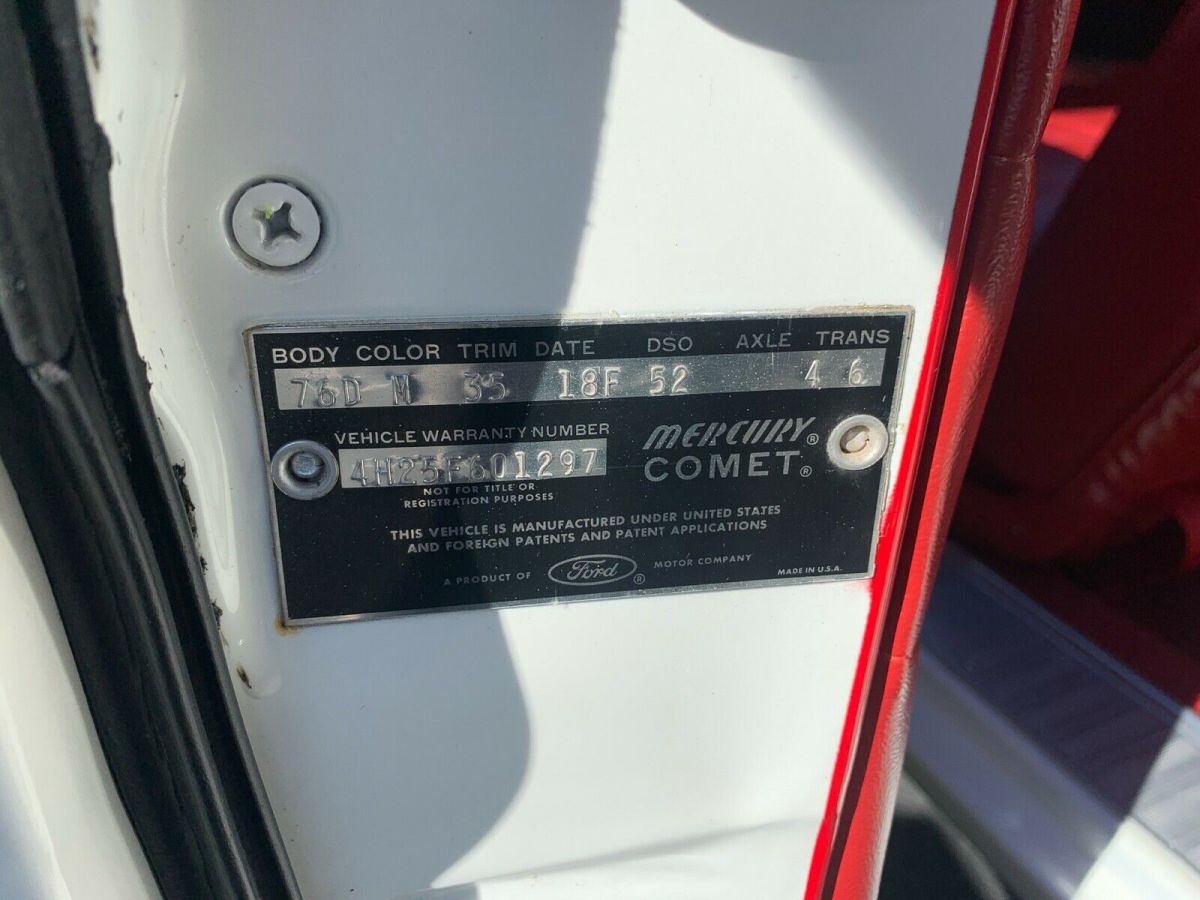 BODY COLOR TRIM DATE DSO AXLE TRANS
76D M 35 18F 52 4 6
VEHICLE WARRANTY NUMBER
4H25F601297
NOT FOR TITLE OR
REGISTRATION PURPOSES
MERCURY®
COMET®
THIS VEHICLE IS MANUFACTURED UNDER UNITED STATES
AND FOREIGN PATENTS AND PATENT APPLICATIONS
A PRODUCT OF Ford® MOTOR COMPANY
MADE IN U.S.A.